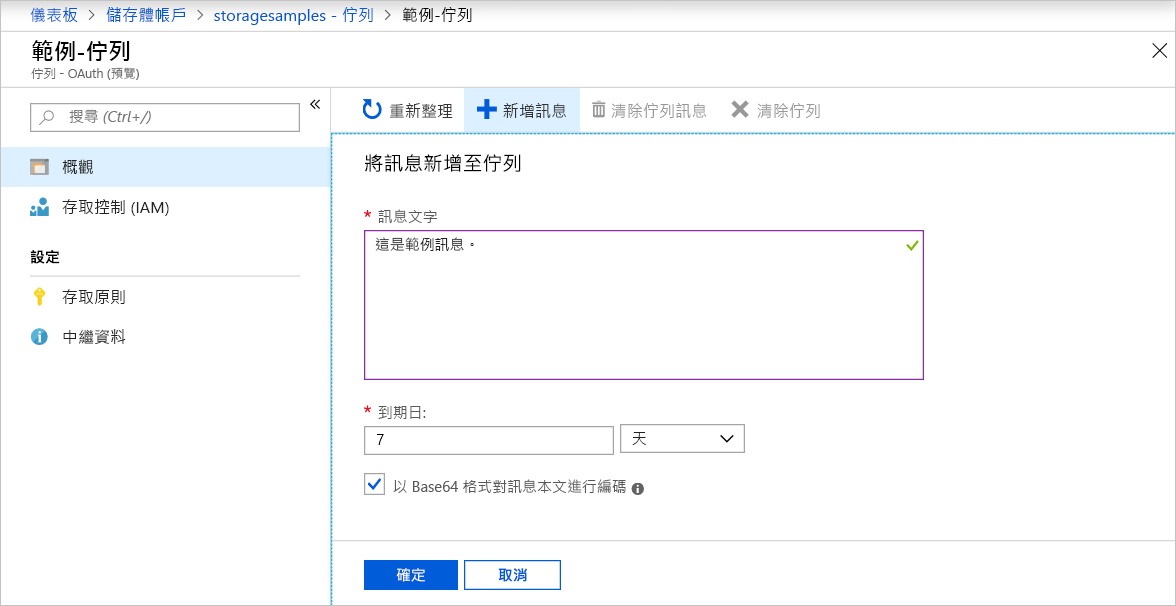 儀表板 > 儲存體帳戶 > storagesamples - 佇列 > 範例-佇列
範例-佇列
佇列 - OAuth (預覽)
搜尋 (Ctrl+/)
概觀
存取控制 (IAM)
設定
存取原則
中繼資料
重新整理 新增訊息 清除佇列訊息 清除佇列
將訊息新增至佇列
* 訊息文字
這是範例訊息。
* 到期日:
7 天
以 Base64 格式對訊息本文進行編碼
確定 取消